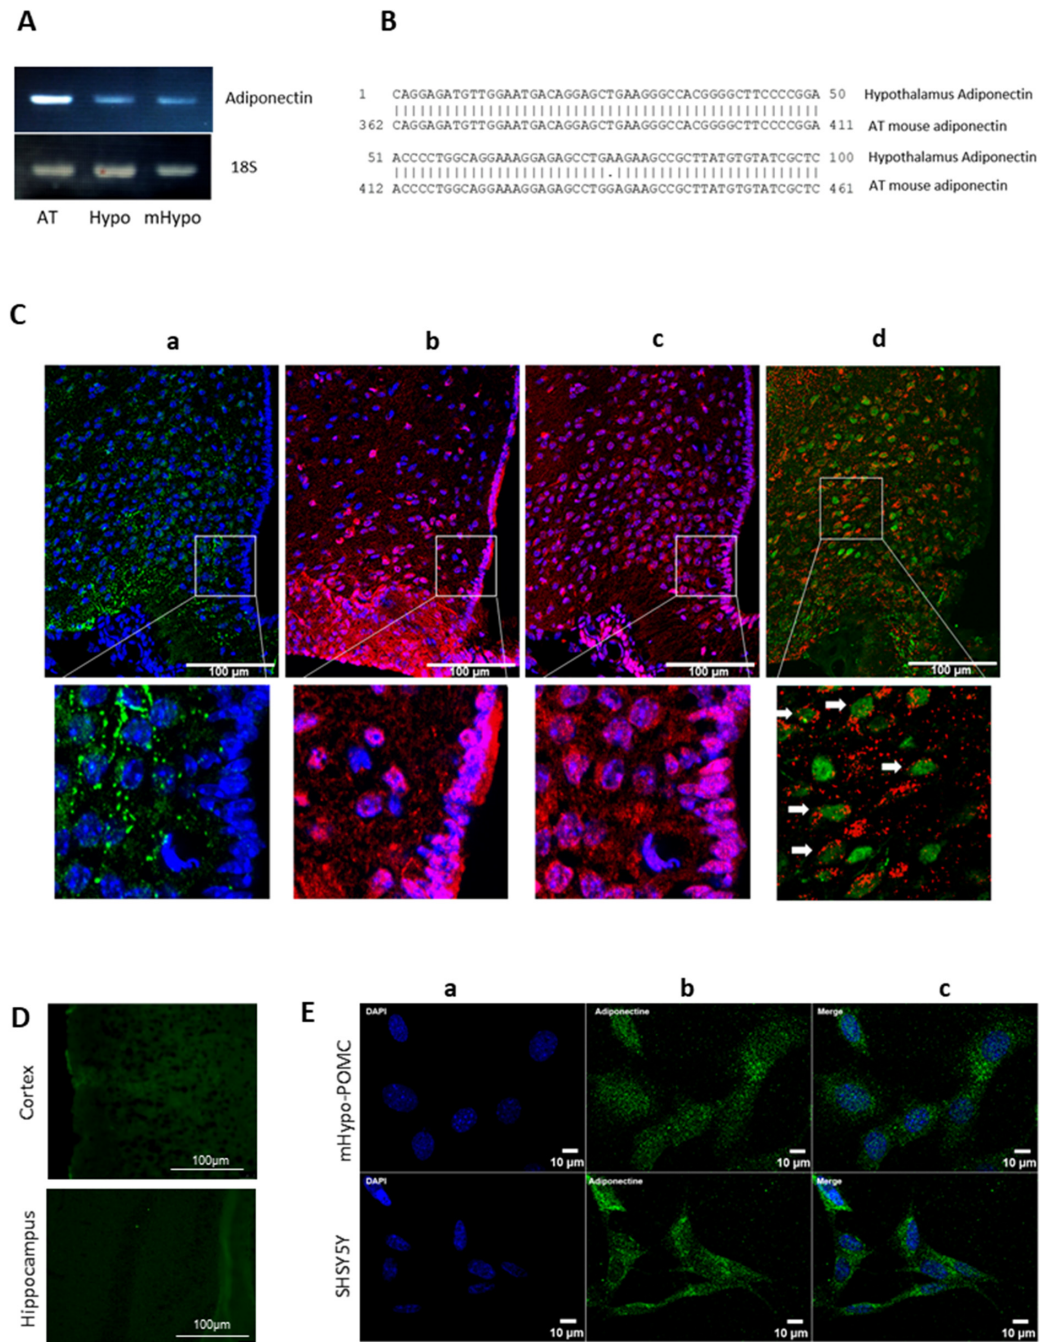 A
B
Adiponectin
18S
AT Hypo mHypo
1 CAGGAGATGTTGGAATGACAGGAGCTGAAGGGCCACGGGGCTTCCCCGGA 50 Hypothalamus Adiponectin
362 CAGGAGATGTTGGAATGACAGGAGCTGAAGGGCCACGGGGCTTCCCCGGA 411 AT mouse adiponectin
51 ACCCCTGGCAGGAAAGGAGAGCCTGAAGAAGCCGCTTATGTGTATCGCTC 100 Hypothalamus Adiponectin
412 ACCCCTGGCAGGAAAGGAGAGCCTGGAGAAGCCGCTTATGTGTATCGCTC 461 AT mouse adiponectin
C
a b c d
100 µm 100 µm 100 µm 100 µm
D
Cortex
100µm
Hippocampus
100µm
E
a b c
mHypo-POMC
DAPI Adiponectine Merge
10 µm 10 µm 10 µm
SHSY5Y
DAPI Adiponectine Merge
10 µm 10 µm 10 µm